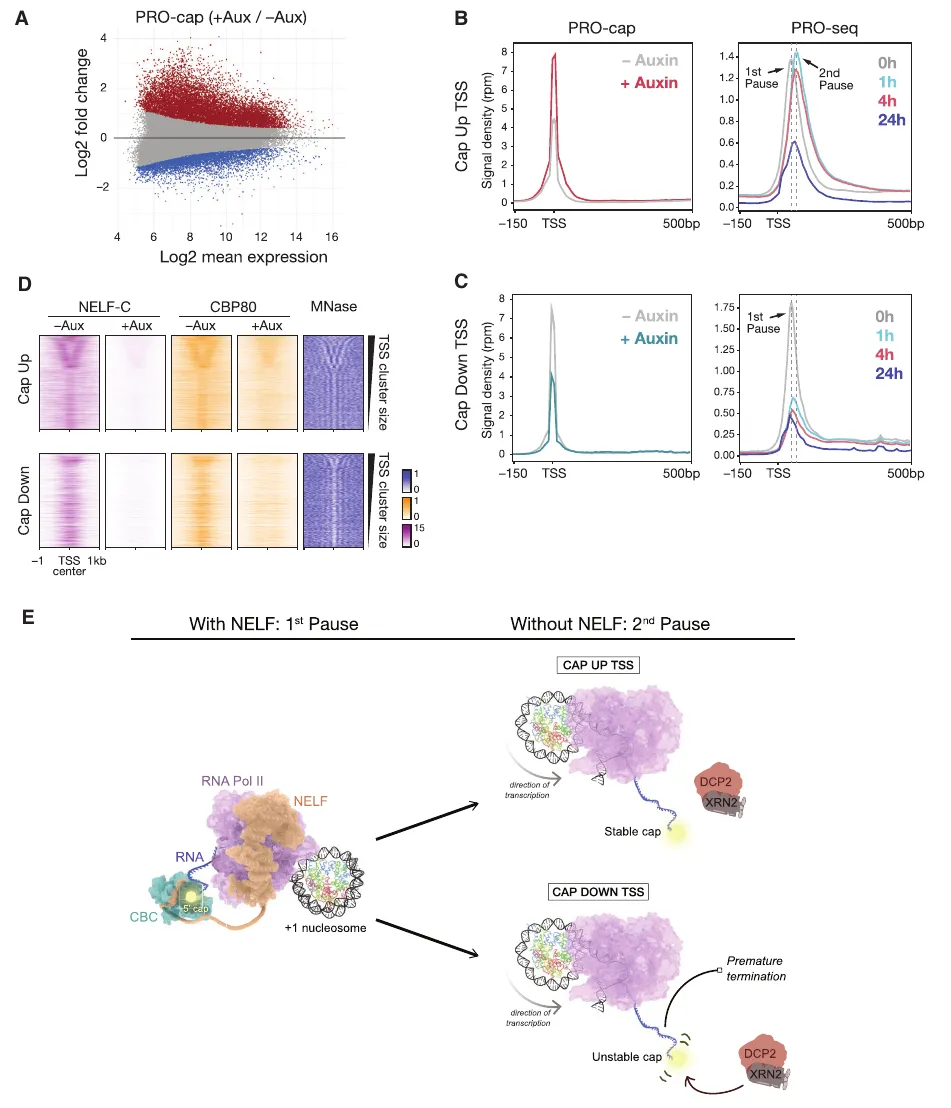 A
PRO-cap (+Aux / –Aux)
Log2 fold change
4
2
0
−2
4 6 8 10 12 14 16
Log2 mean expression
B
PRO-cap
Cap Up TSS
Signal density (rpm)
8
7
6
5
4
3
2
1
0
– Auxin
+ Auxin
−150 TSS 500bp
PRO-seq
1.4
1.2
1.0
0.8
0.6
0.4
0.2
0.0
1st
Pause
2nd
Pause
0h
1h
4h
24h
−150 TSS 500bp
C
Cap Down TSS
Signal density (rpm)
8
7
6
5
4
3
2
1
0
– Auxin
+ Auxin
−150 TSS 500bp
1.75
1.50
1.25
1.00
0.75
0.50
0.25
0.00
1st
Pause
0h
1h
4h
24h
−150 TSS 500bp
D
NELF-C CBP80 MNase
–Aux +Aux –Aux +Aux
Cap Up
TSS cluster size
Cap Down
TSS cluster size
1
0
1
0
15
0
−1 TSS 1kb
center
E
With NELF: 1st Pause
Without NELF: 2nd Pause
CAP UP TSS
RNA Pol II
NELF
RNA
5' cap
CBC
+1 nucleosome
direction of
transcription
DCP2
XRN2
Stable cap
CAP DOWN TSS
Premature
termination
direction of
transcription
Unstable cap
DCP2
XRN2